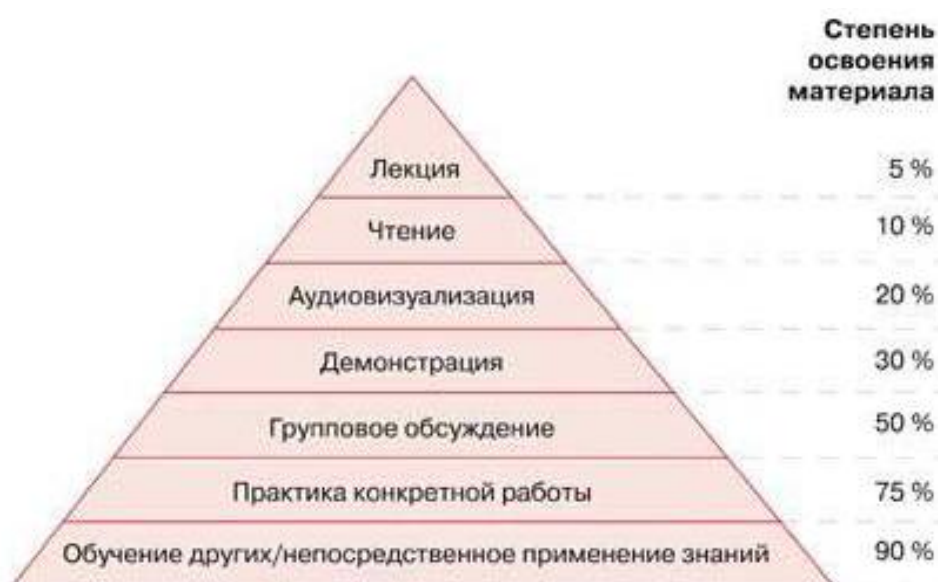 Степень
освоения
материала
Лекция 5 %
Чтение 10 %
Аудиовизуализация 20 %
Демонстрация 30 %
Групповое обсуждение 50 %
Практика конкретной работы 75 %
Обучение других/непосредственное применение знаний 90 %